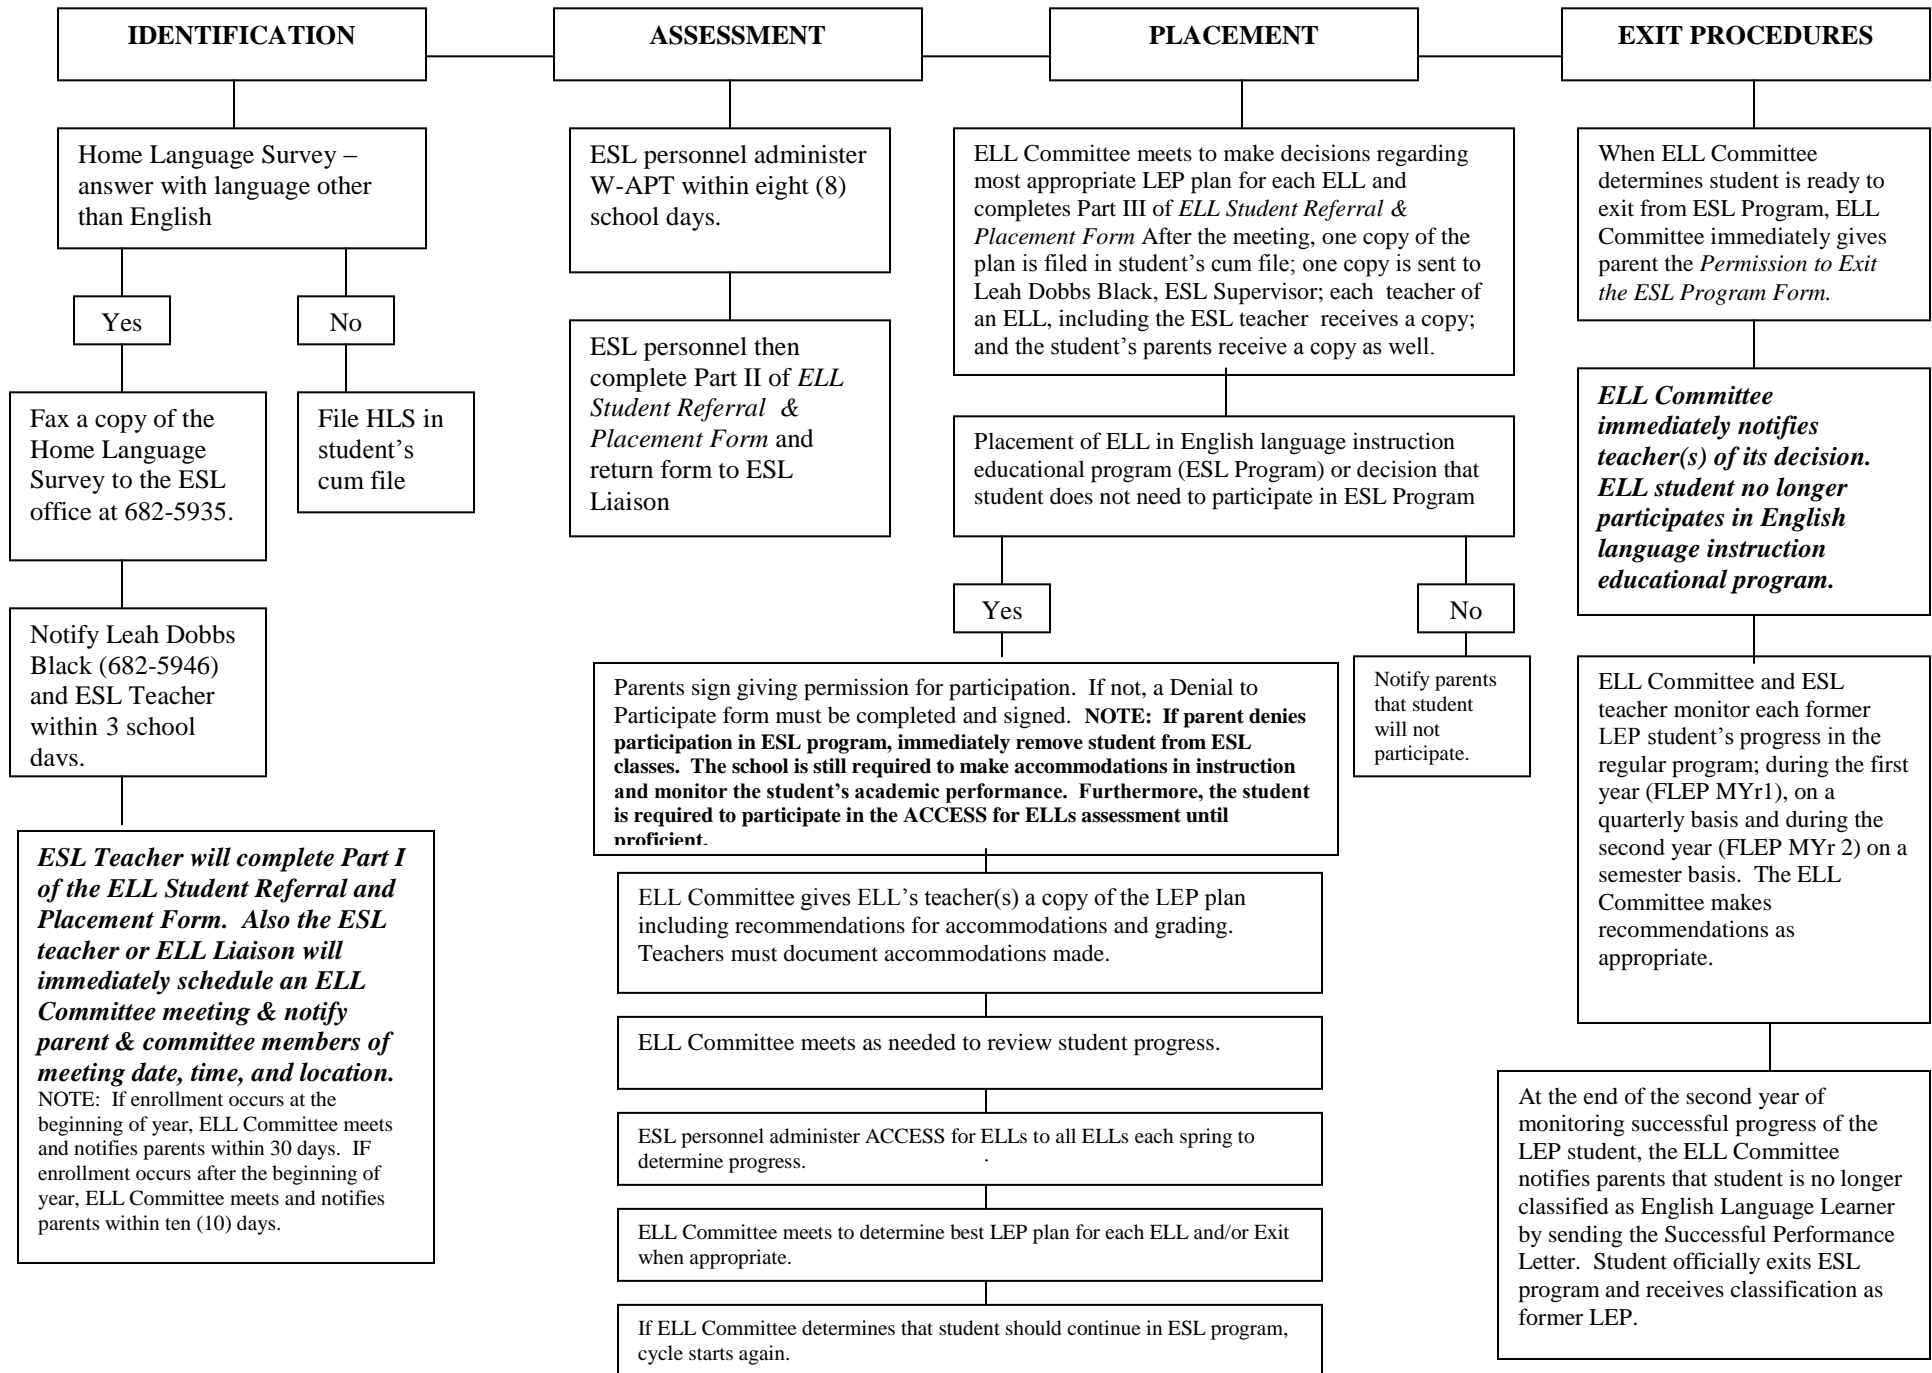 IDENTIFICATION
Home Language Survey –
answer with language other
than English
Yes
No
Fax a copy of the
Home Language
Survey to the ESL
office at 682-5935.
File HLS in
student’s
cum file
Notify Leah Dobbs
Black (682-5946)
and ESL Teacher
within 3 school
days.
ESL Teacher will complete Part I
of the ELL Student Referral and
Placement Form. Also the ESL
teacher or ELL Liaison will
immediately schedule an ELL
Committee meeting & notify
parent & committee members of
meeting date, time, and location.
NOTE: If enrollment occurs at the
beginning of year, ELL Committee meets
and notifies parents within 30 days. IF
enrollment occurs after the beginning of
year, ELL Committee meets and notifies
parents within ten (10) days.
ASSESSMENT
ESL personnel administer
W-APT within eight (8)
school days.
ESL personnel then
complete Part II of ELL
Student Referral &
Placement Form and
return form to ESL
Liaison
PLACEMENT
ELL Committee meets to make decisions regarding
most appropriate LEP plan for each ELL and
completes Part III of ELL Student Referral &
Placement Form After the meeting, one copy of the
plan is filed in student’s cum file; one copy is sent to
Leah Dobbs Black, ESL Supervisor; each teacher of
an ELL, including the ESL teacher receives a copy;
and the student’s parents receive a copy as well.
Placement of ELL in English language instruction
educational program (ESL Program) or decision that
student does not need to participate in ESL Program
Yes
No
Parents sign giving permission for participation. If not, a Denial to
Participate form must be completed and signed. NOTE: If parent denies
participation in ESL program, immediately remove student from ESL
classes. The school is still required to make accommodations in instruction
and monitor the student’s academic performance. Furthermore, the student
is required to participate in the ACCESS for ELLs assessment until
proficient.
Notify parents
that student
will not
participate.
ELL Committee gives ELL’s teacher(s) a copy of the LEP plan
including recommendations for accommodations and grading.
Teachers must document accommodations made.
ELL Committee meets as needed to review student progress.
ESL personnel administer ACCESS for ELLs to all ELLs each spring to
determine progress. .
ELL Committee meets to determine best LEP plan for each ELL and/or Exit
when appropriate.
If ELL Committee determines that student should continue in ESL program,
cycle starts again.
EXIT PROCEDURES
When ELL Committee
determines student is ready to
exit from ESL Program, ELL
Committee immediately gives
parent the Permission to Exit
the ESL Program Form.
ELL Committee
immediately notifies
teacher(s) of its decision.
ELL student no longer
participates in English
language instruction
educational program.
ELL Committee and ESL
teacher monitor each former
LEP student’s progress in the
regular program; during the first
year (FLEP MYr1), on a
quarterly basis and during the
second year (FLEP MYr 2) on a
semester basis. The ELL
Committee makes
recommendations as
appropriate.
At the end of the second year of
monitoring successful progress of the
LEP student, the ELL Committee
notifies parents that student is no longer
classified as English Language Learner
by sending the Successful Performance
Letter. Student officially exits ESL
program and receives classification as
former LEP.